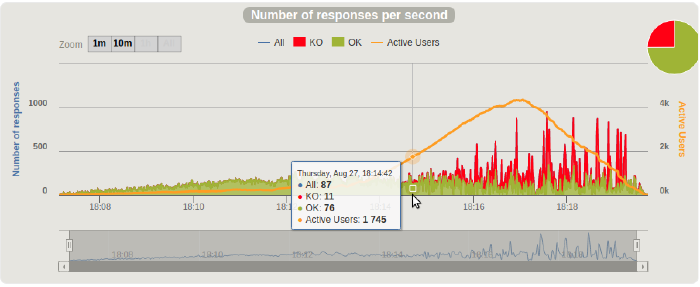 Number of responses per second
Zoom 1m 10m
All KO OK Active Users
Number of responses
1000
500
0
4k
2k
0k
Active Users
Thursday, Aug 27, 18:14:42
All: 87
KO: 11
OK: 76
Active Users: 1 745
18:08 18:10 18:14 18:16 18:18
18:08 18:10 18:12 18:14 18:16